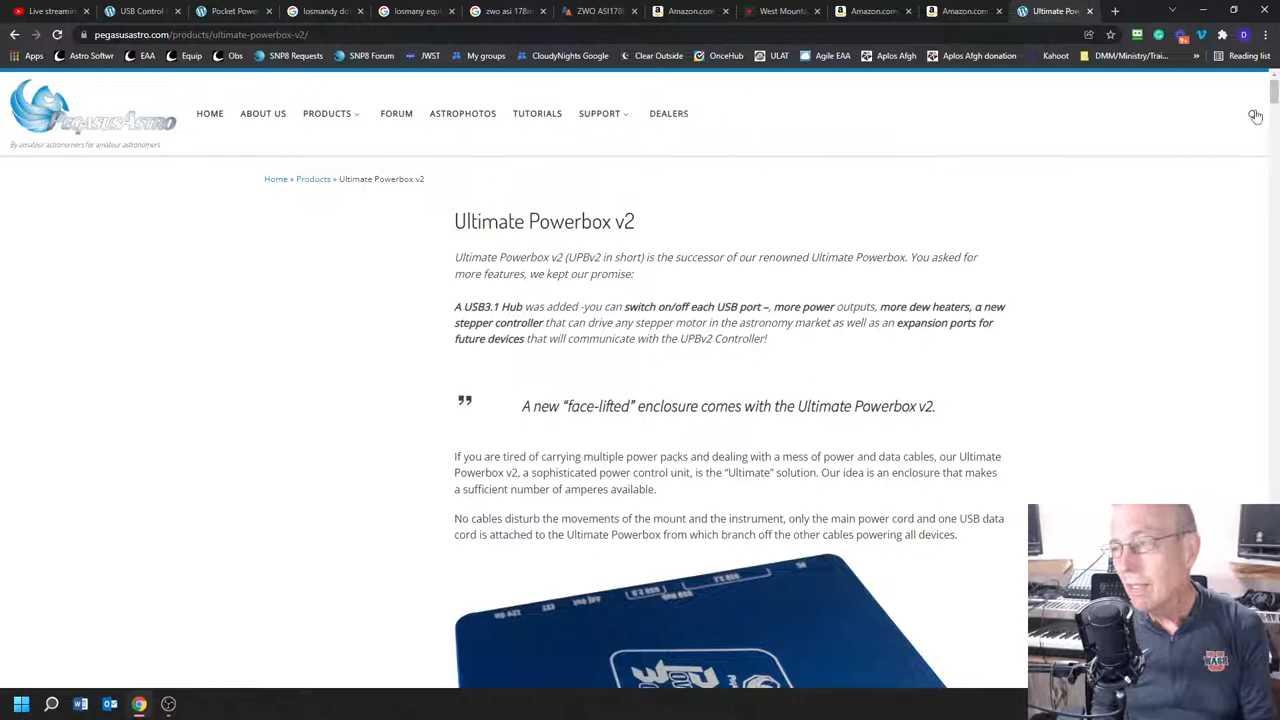 Live streaming
USB Control
Pocket Power
losmandy do
losmany equi
zwo asi 178m
ZWO ASI178
Amazon.com
West Mounta
Amazon.com
Amazon.com
Ultimate Pow
pegasusastro.com/products/ultimate-powerbox-v2/
Apps Astro Softwr EAA Equip Obs SNP8 Requests SNP8 Forum JWST My groups CloudyNights Google Clear Outside OnceHub ULAT Agile EAA Aplos Afgh Aplos Afgh Kahoot DMM/Ministry/Trai... Reading list
PegasusAstro
By amateur astronomers for amateur astronomers
HOME ABOUT US PRODUCTS FORUM ASTROPHOTOS TUTORIALS SUPPORT DEALERS
Home » Products » Ultimate Powerbox v2
Ultimate Powerbox v2
Ultimate Powerbox v2 (UPBv2 in short) is the successor of our renowned Ultimate Powerbox. You asked for
more features, we kept our promise:
A USB3.1 Hub was added -you can switch on/off each USB port –, more power outputs, more dew heaters, a new
stepper controller that can drive any stepper motor in the astronomy market as well as an expansion ports for
future devices that will communicate with the UPBv2 Controller!
A new “face-lifted” enclosure comes with the Ultimate Powerbox v2.
If you are tired of carrying multiple power packs and dealing with a mess of power and data cables, our Ultimate
Powerbox v2, a sophisticated power control unit, is the “Ultimate” solution. Our idea is an enclosure that makes
a sufficient number of amperes available.
No cables disturb the movements of the mount and the instrument, only the main power cord and one USB data
cord is attached to the Ultimate Powerbox from which branch off the other cables powering all devices.